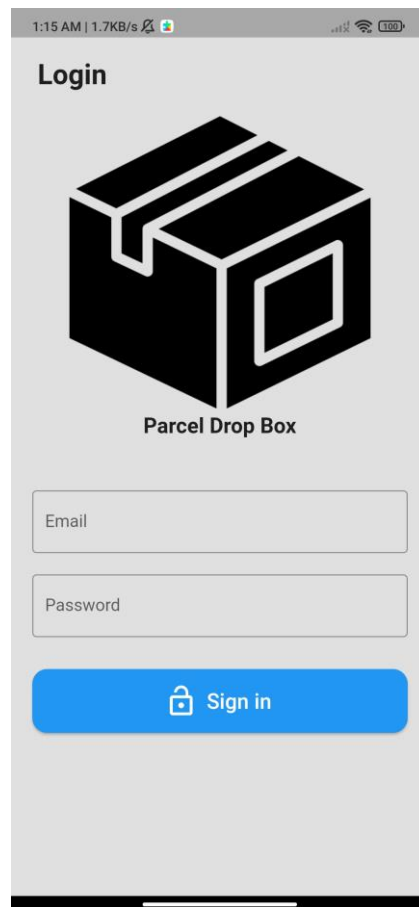 1:15 AM | 1.7KB/s
100
Login
Parcel Drop Box
Email
Password
Sign in